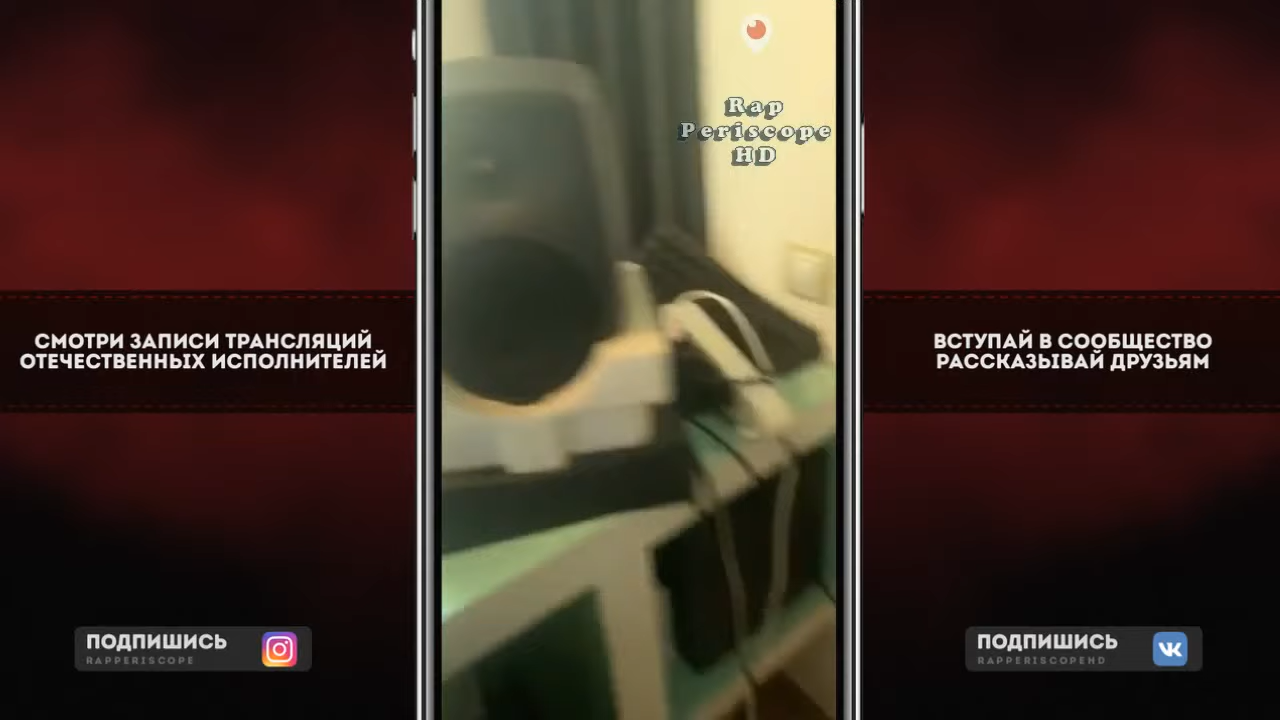 Rap
Periscope
HD
СМОТРИ ЗАПИСИ ТРАНСЛЯЦИЙ
ОТЕЧЕСТВЕННЫХ ИСПОЛНИТЕЛЕЙ
ВСТУПАЙ В СООБЩЕСТВО
РАССКАЗЫВАЙ ДРУЗЬЯМ
ПОДПИШИСЬ
RAPPERISCOPE
ПОДПИШИСЬ
RAPPERISCOPEHD